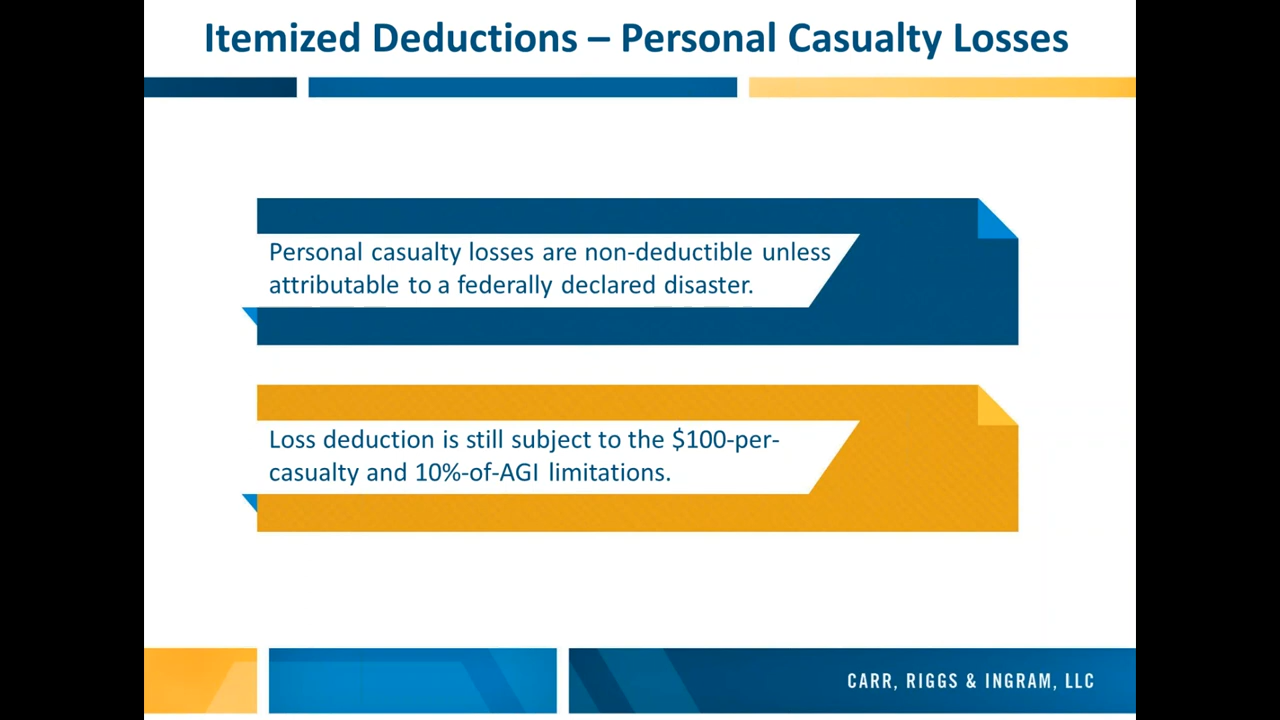 Itemized Deductions – Personal Casualty Losses
Personal casualty losses are non-deductible unless
attributable to a federally declared disaster.
Loss deduction is still subject to the $100-per-
casualty and 10%-of-AGI limitations.
CARR, RIGGS & INGRAM, LLC